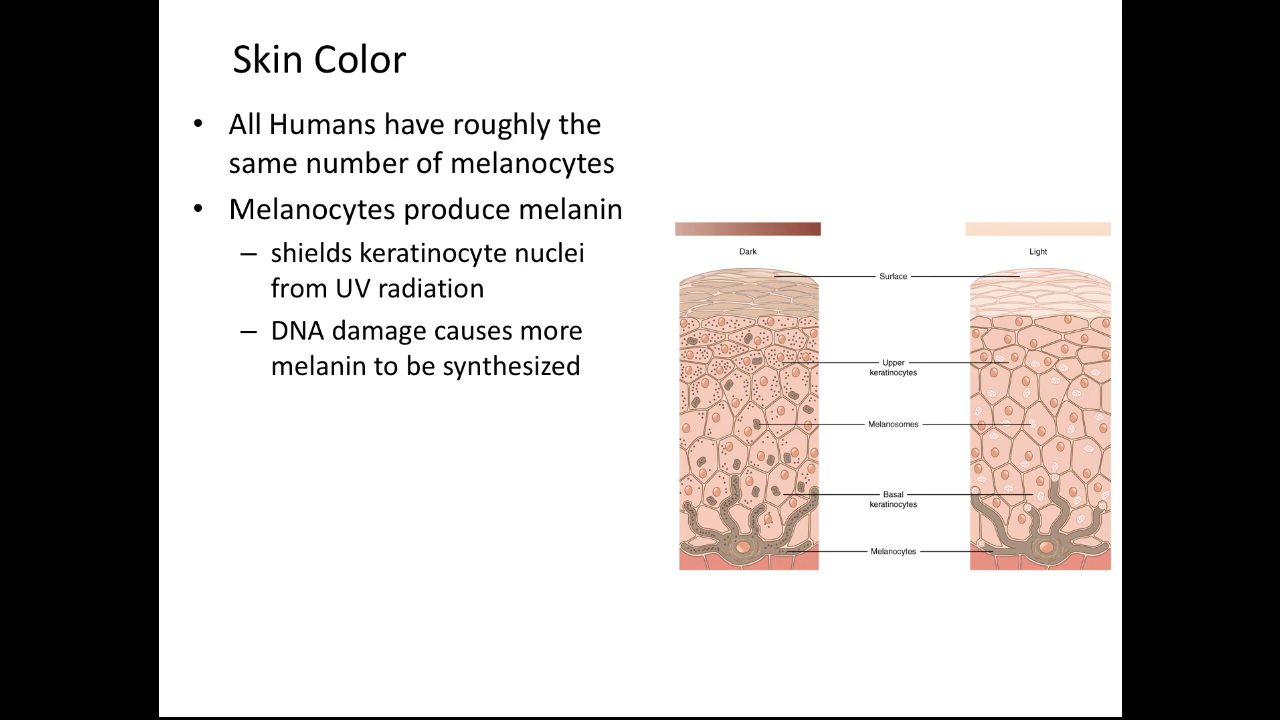 Skin Color
• All Humans have roughly the
same number of melanocytes
• Melanocytes produce melanin
– shields keratinocyte nuclei
from UV radiation
– DNA damage causes more
melanin to be synthesized
Dark
Light
Surface
Upper
keratinocytes
Melanosomes
Basal
keratinocytes
Melanocytes